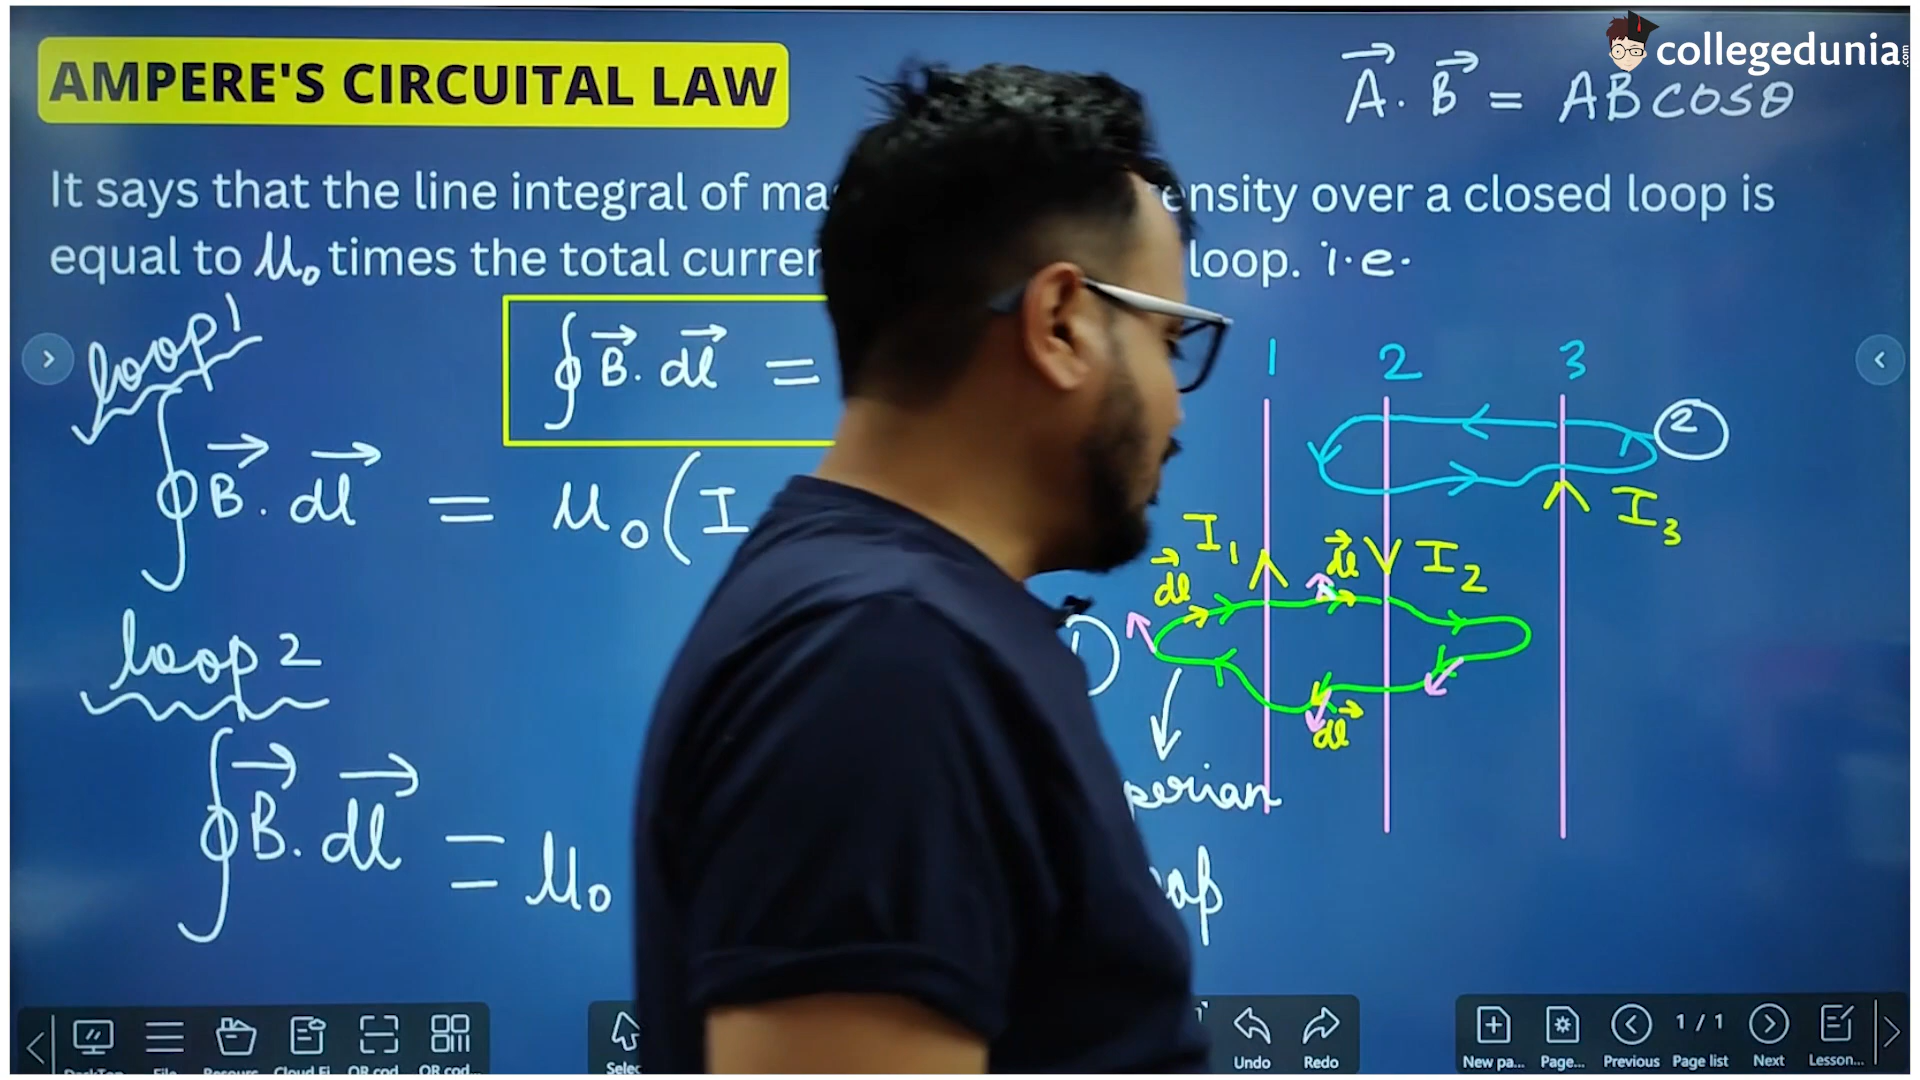 collegedunia
.com
AMPERE'S CIRCUITAL LAW
A⃗ . B⃗ = AB COSθ
It says that the line integral of ma ensity over a closed loop is
equal to μ₀ times the total curren loop. i.e.
loop 1
∮ B⃗ . dl⃗ =
1 2 3
2
∮ B⃗ . dl⃗ = μ₀ ( I
I₃
I₁
dl⃗
dl⃗
I₂
loop 2
1
dl⃗
perian
∮ B⃗ . dl⃗ = μ₀
Undo
Redo
New pa...
Page...
Previous
1 / 1
Page list
Next
Lesson...